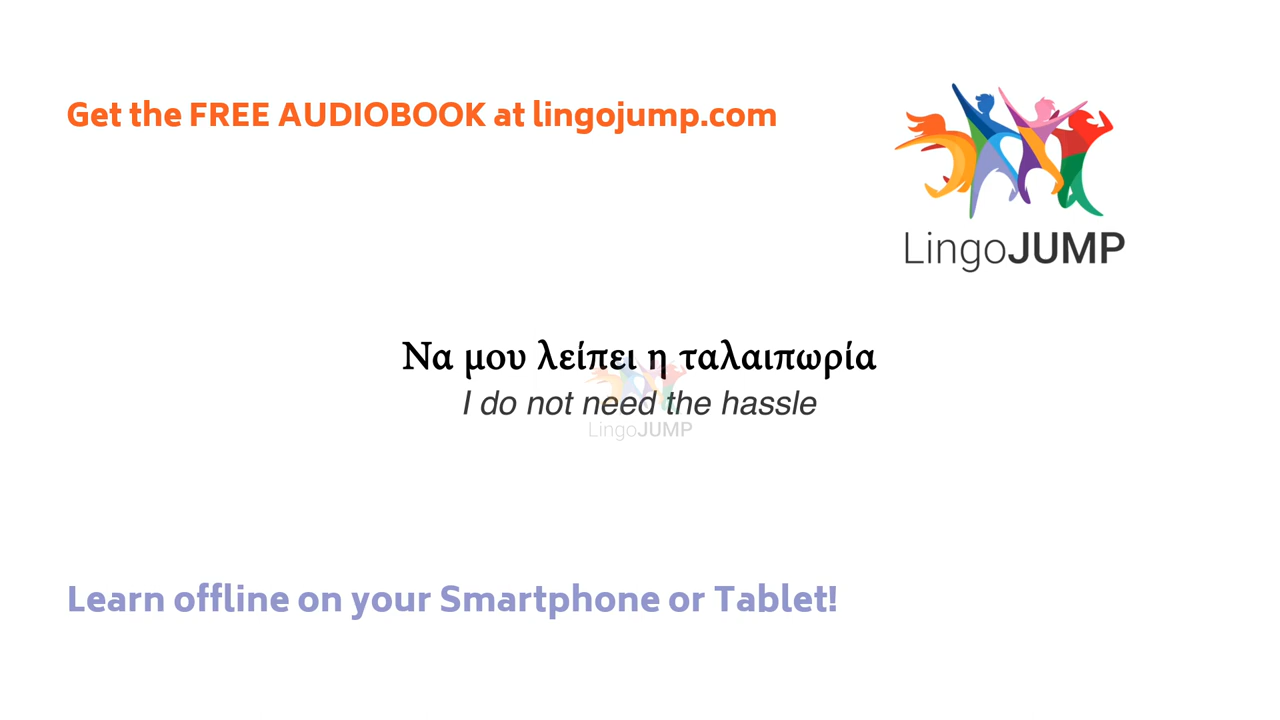 Get the FREE AUDIOBOOK at lingojump.com
LingoJUMP
Να μου λείπει η ταλαιπωρία
I do not need the hassle
LingoJUMP
Learn offline on your Smartphone or Tablet!